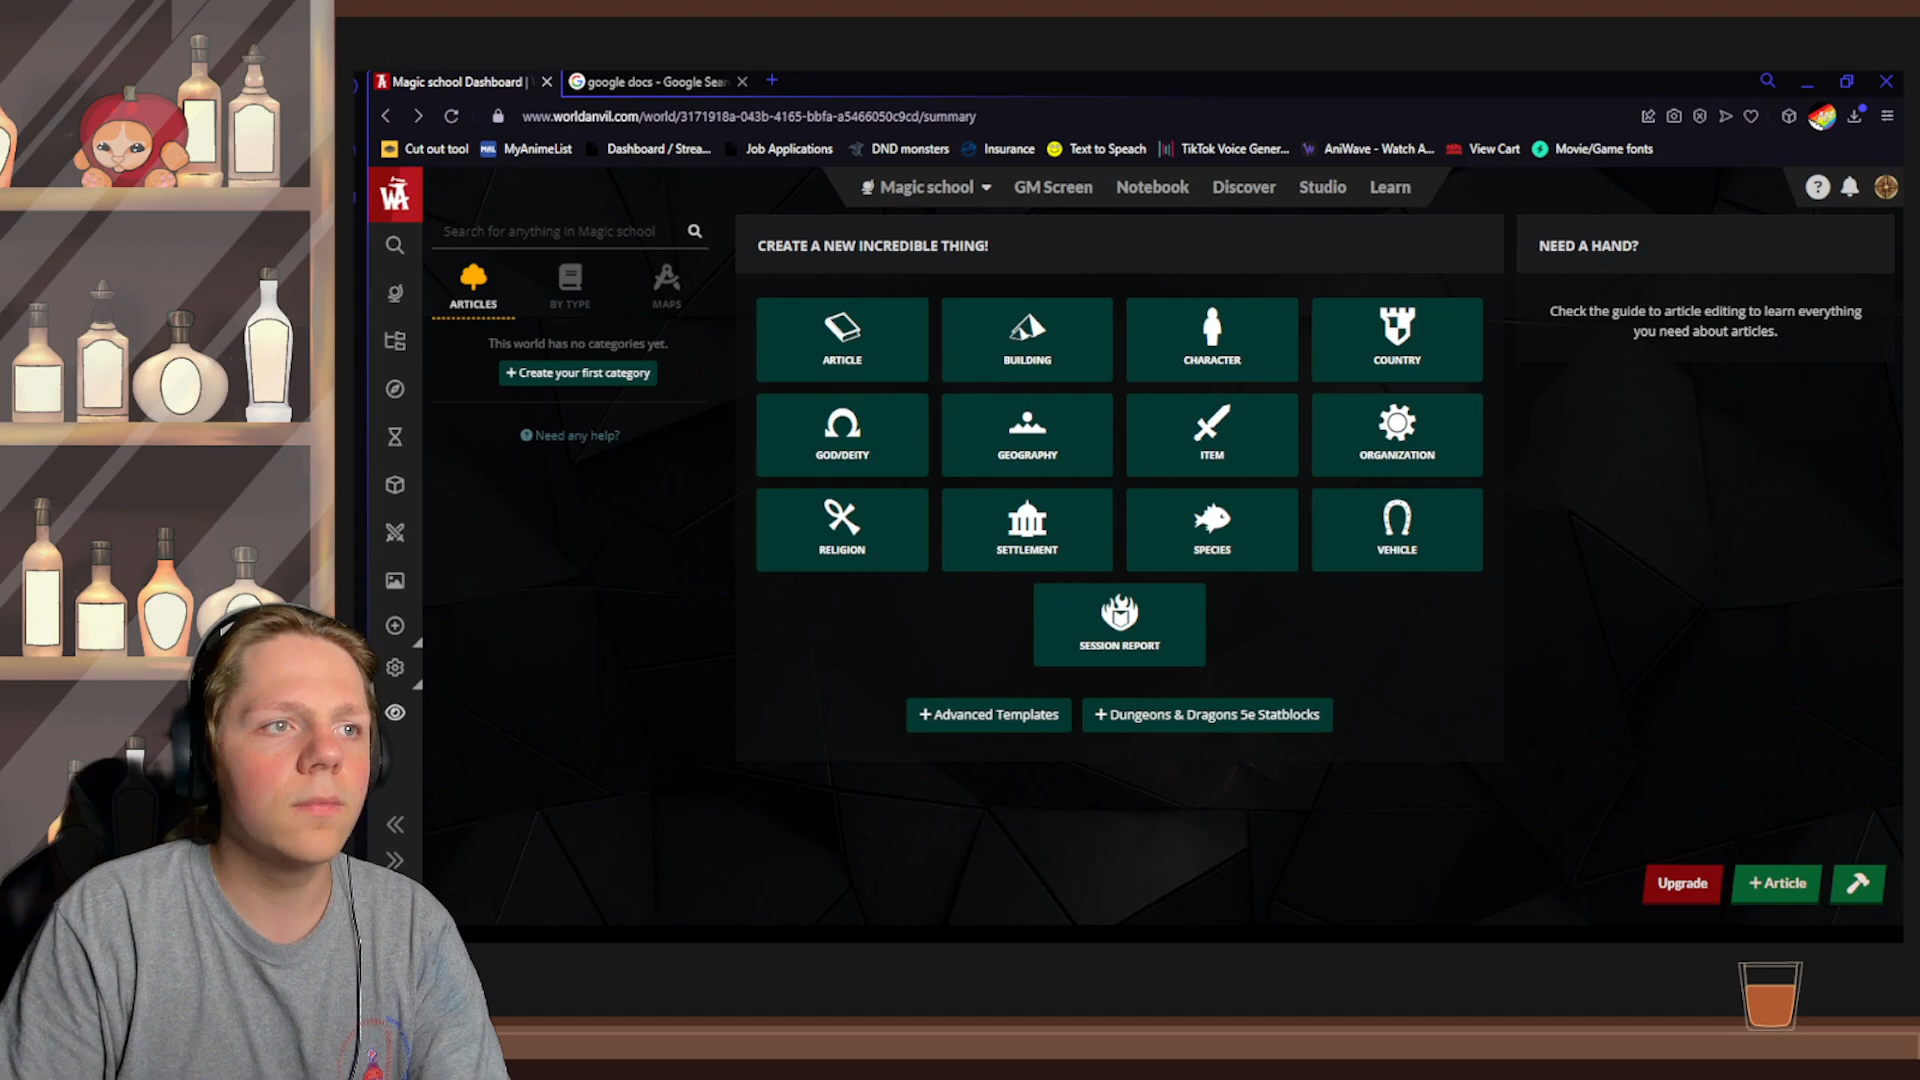 Magic school Dashboard |
google docs - Google Sear
www.worldanvil.com/world/3171918a-043b-4165-bbfa-a5466050c9cd/summary
Cut out tool
MAL
MyAnimeList
Dashboard / Strea...
Job Applications
DND monsters
Insurance
Text to Speach
TikTok Voice Gener...
AniWave - Watch A...
View Cart
Movie/Game fonts
WA
Magic school
GM Screen
Notebook
Discover
Studio
Learn
Search for anything in Magic school
ARTICLES
BY TYPE
MAPS
This world has no categories yet.
+ Create your first category
Need any help?
CREATE A NEW INCREDIBLE THING!
ARTICLE
BUILDING
CHARACTER
COUNTRY
GOD/DEITY
GEOGRAPHY
ITEM
ORGANIZATION
RELIGION
SETTLEMENT
SPECIES
VEHICLE
SESSION REPORT
+ Advanced Templates
+ Dungeons & Dragons 5e Statblocks
NEED A HAND?
Check the guide to article editing to learn everything
you need about articles.
Upgrade
+ Article